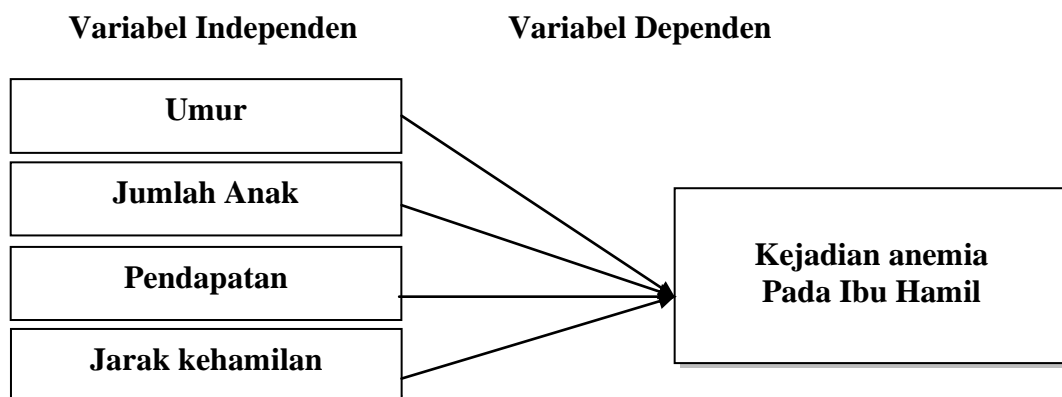 Variabel Independen
Variabel Dependen
Umur
Jumlah Anak
Pendapatan
Jarak kehamilan
Kejadian anemia
Pada Ibu Hamil